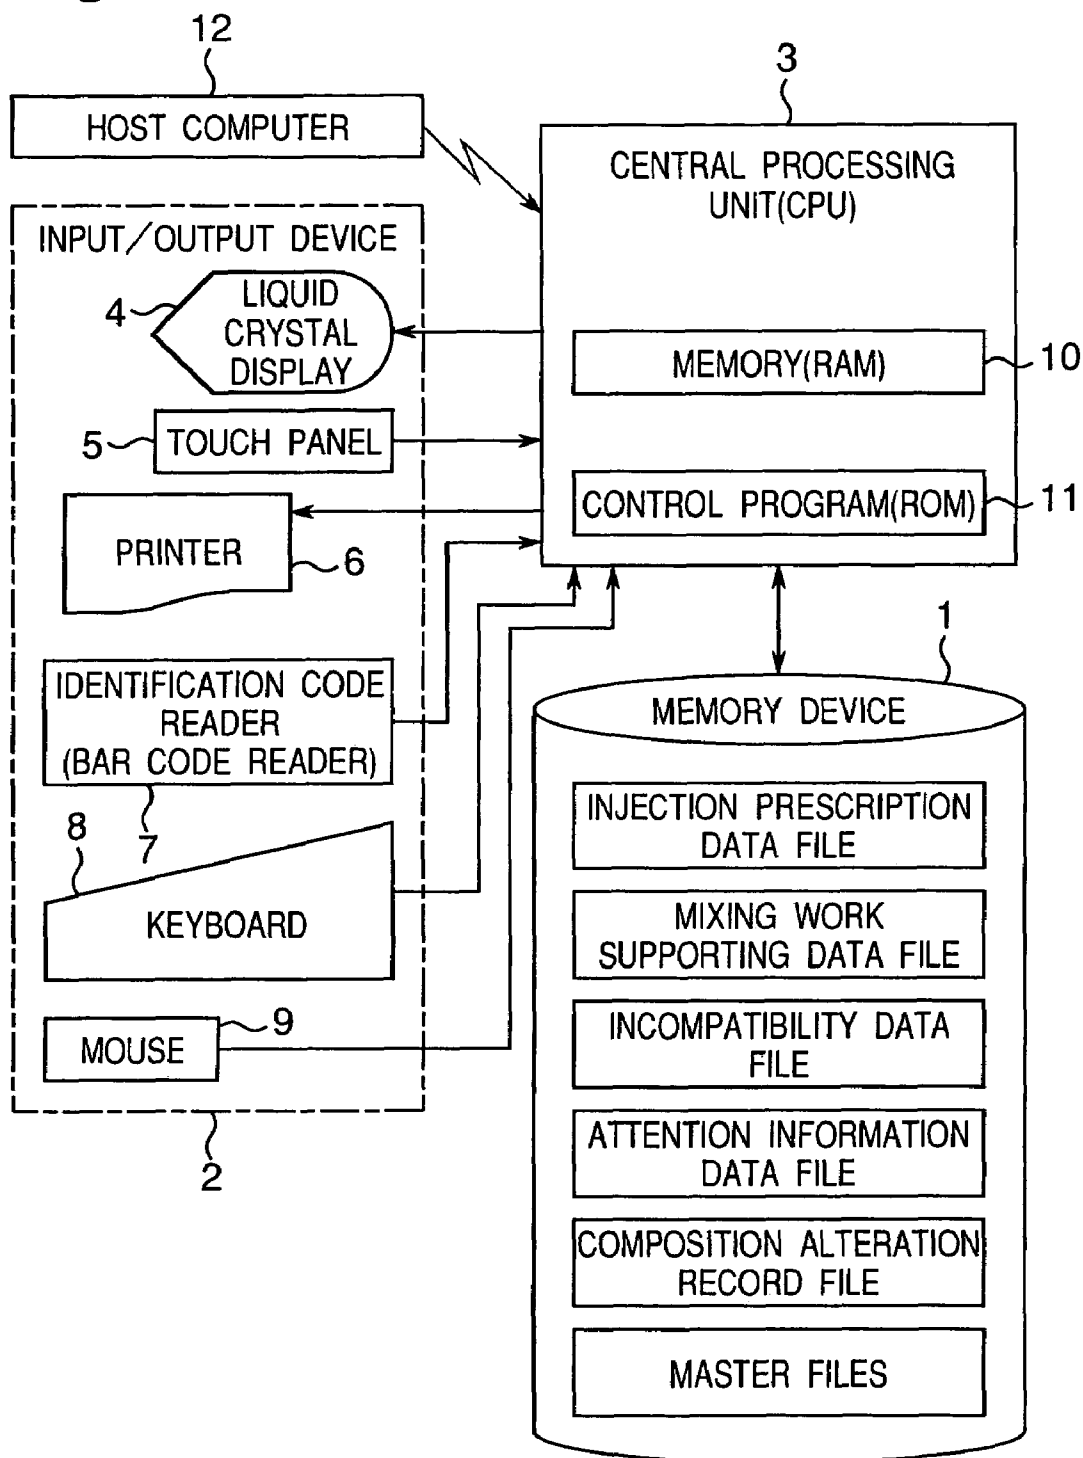 12
HOST COMPUTER
3
CENTRAL PROCESSING
UNIT(CPU)
INPUT/OUTPUT DEVICE
4
LIQUID
CRYSTAL
DISPLAY
MEMORY(RAM)
10
5
TOUCH PANEL
CONTROL PROGRAM(ROM)
11
PRINTER
6
1
IDENTIFICATION CODE
READER
(BAR CODE READER)
7
8
KEYBOARD
9
MOUSE
2
MEMORY DEVICE
INJECTION PRESCRIPTION
DATA FILE
MIXING WORK
SUPPORTING DATA FILE
INCOMPATIBILITY DATA
FILE
ATTENTION INFORMATION
DATA FILE
COMPOSITION ALTERATION
RECORD FILE
MASTER FILES